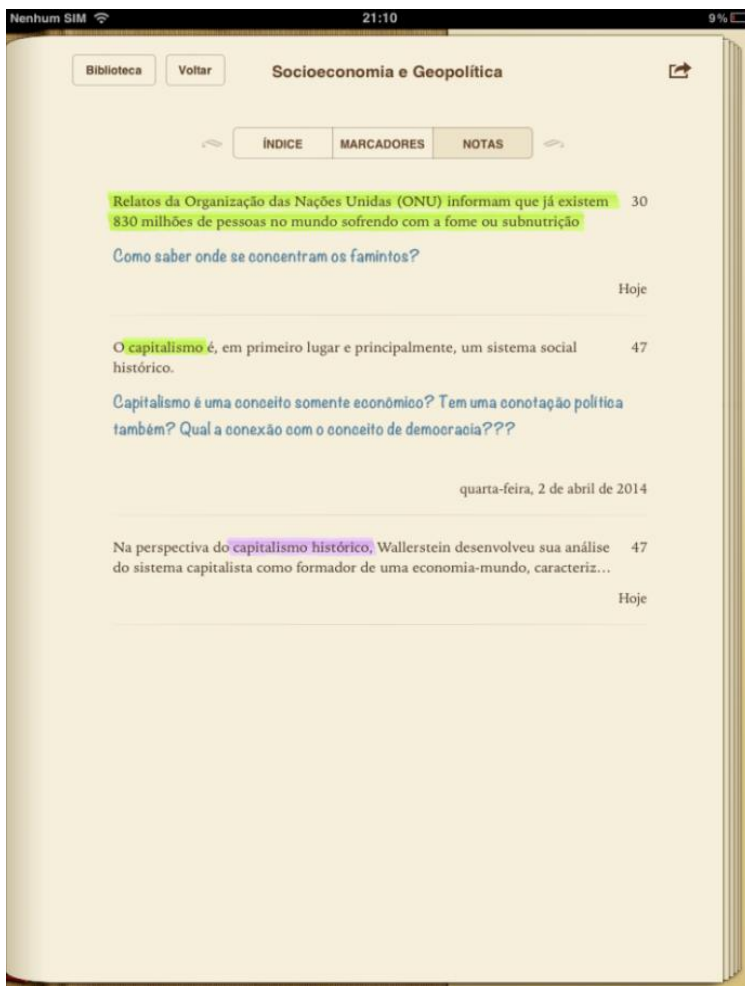 Nenhum SIM 21:10 9%
Biblioteca Voltar Socioeconomia e Geopolítica
ÍNDICE MARCADORES NOTAS
Relatos da Organização das Nações Unidas (ONU) informam que já existem 30
830 milhões de pessoas no mundo sofrendo com a fome ou subnutrição
Como saber onde se concentram os famintos?
Hoje
O capitalismo é, em primeiro lugar e principalmente, um sistema social 47
histórico.
Capitalismo é uma conceito somente econômico? Tem uma conotação política
também? Qual a conexão com o conceito de democracia???
quarta-feira, 2 de abril de 2014
Na perspectiva do capitalismo histórico, Wallerstein desenvolveu sua análise 47
do sistema capitalista como formador de uma economia-mundo, caracteriz...
Hoje